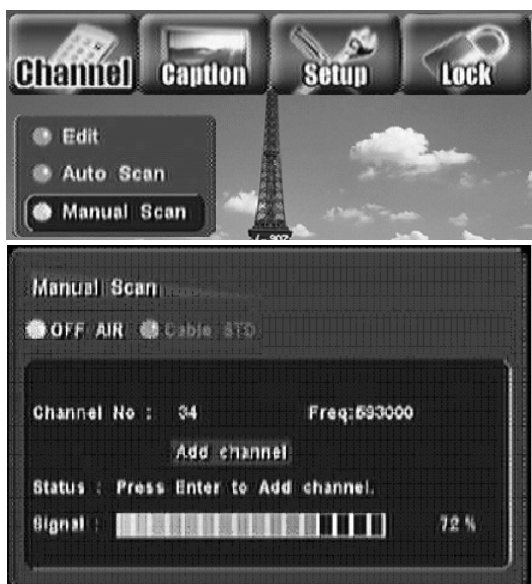 Channel Caption Setup Lock
Edit
Auto Scan
Manual Scan
Manual Scan
OFF AIR Cable STD
Channel No : 34 Freq:593000
Add channel
Status : Press Enter to Add channel.
Signal : 72 %